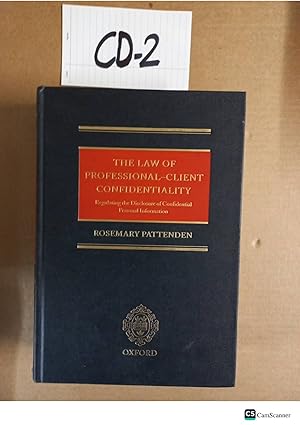 CD-2
THE LAW OF
PROFESSIONAL-CLIENT
CONFIDENTIALITY
Regulating the Disclosure of Confidential
Personal Information
ROSEMARY PATTENDEN
OXFORD
CS CamScanner